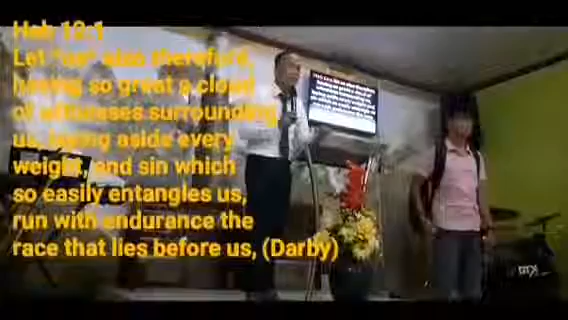 Heb 12:1
Let "us" also therefore,
having so great a cloud
of witnesses surrounding
us, laying aside every
weight, and sin which
so easily entangles us,
run with endurance the
race that lies before us, (Darby)